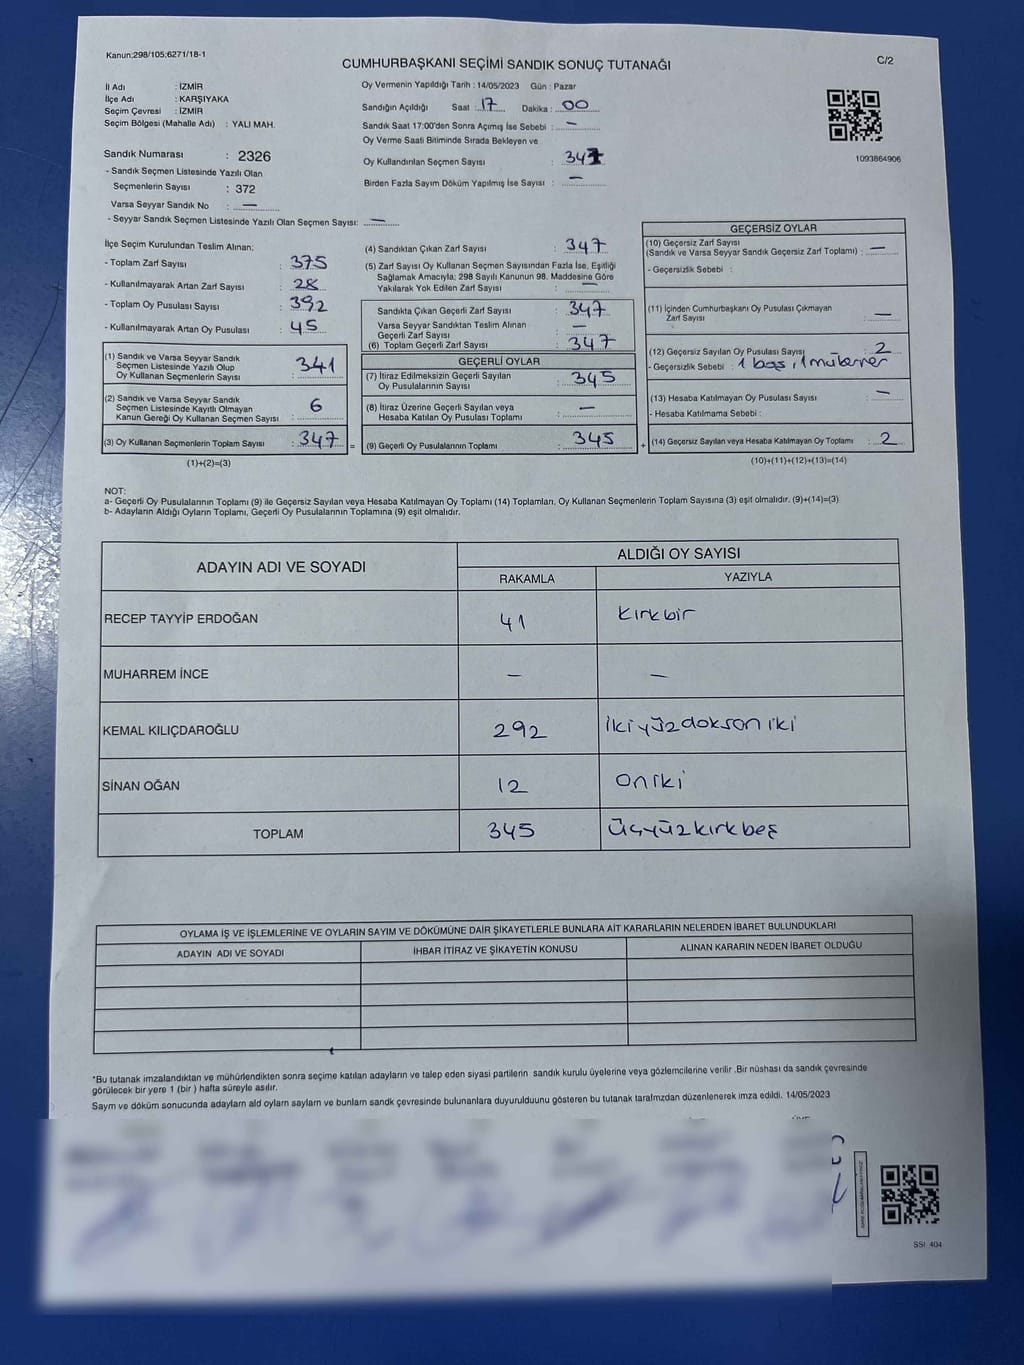 Kanun:298/105;6271/18-1
C/2
CUMHURBAŞKANI SEÇİMİ SANDIK SONUÇ TUTANAĞI
İl Adı : İZMİR
İlçe Adı : KARŞIYAKA
Seçim Çevresi : İZMİR
Seçim Bölgesi (Mahalle Adı) : YALI MAH.
Sandık Numarası : 2326
- Sandık Seçmen Listesinde Yazılı Olan
Seçmenlerin Sayısı : 372
Varsa Seyyar Sandık No : —
- Seyyar Sandık Seçmen Listesinde Yazılı Olan Seçmen Sayısı: —
Oy Vermenin Yapıldığı Tarih : 14/05/2023 Gün : Pazar
Sandığın Açıldığı Saat : 17 Dakika : 00
Sandık Saat 17:00'den Sonra Açımış İse Sebebi : —
Oy Verme Saati Bitiminde Sırada Bekleyen ve
Oy Kullandırılan Seçmen Sayısı : 347
Birden Fazla Sayım Döküm Yapılmış İse Sayısı : —
1093864906
İlçe Seçim Kurulundan Teslim Alınan;
- Toplam Zarf Sayısı : 375
- Kullanılmayarak Artan Zarf Sayısı : 28
- Toplam Oy Pusulası Sayısı : 392
- Kullanılmayarak Artan Oy Pusulası : 45
(1) Sandık ve Varsa Seyyar Sandık
Seçmen Listesinde Yazılı Olup
Oy Kullanan Seçmenlerin Sayısı : 341
(2) Sandık ve Varsa Seyyar Sandık
Seçmen Listesinde Kayıtlı Olmayan
Kanun Gereği Oy Kullanan Seçmen Sayısı : 6
(3) Oy Kullanan Seçmenlerin Toplam Sayısı : 347
(1)+(2)=(3)
=
(4) Sandıktan Çıkan Zarf Sayısı : 347
(5) Zarf Sayısı Oy Kullanan Seçmen Sayısından Fazla İse, Eşitliği
Sağlamak Amacıyla; 298 Sayılı Kanunun 98. Maddesine Göre
Yakılarak Yok Edilen Zarf Sayısı : —
Sandıkta Çıkan Geçerli Zarf Sayısı : 347
Varsa Seyyar Sandıktan Teslim Alınan
Geçerli Zarf Sayısı : —
(6) Toplam Geçerli Zarf Sayısı : 347
GEÇERLİ OYLAR
(7) İtiraz Edilmeksizin Geçerli Sayılan
Oy Pusulalarının Sayısı : 345
(8) İtiraz Üzerine Geçerli Sayılan veya
Hesaba Katılan Oy Pusulası Toplamı : —
(9) Geçerli Oy Pusulalarının Toplamı : 345
+
GEÇERSİZ OYLAR
(10) Geçersiz Zarf Sayısı
(Sandık ve Varsa Seyyar Sandık Geçersiz Zarf Toplamı) : —
- Geçersizlik Sebebi :
(11) İçinden Cumhurbaşkanı Oy Pusulası Çıkmayan
Zarf Sayısı : —
(12) Geçersiz Sayılan Oy Pusulası Sayısı : 2
- Geçersizlik Sebebi : 1 boş, 1 mükerrer
(13) Hesaba Katılmayan Oy Pusulası Sayısı : —
- Hesaba Katılmama Sebebi :
(14) Geçersiz Sayılan veya Hesaba Katılmayan Oy Toplamı : 2
(10)+(11)+(12)+(13)=(14)
NOT:
a- Geçerli Oy Pusulalarının Toplamı (9) ile Geçersiz Sayılan veya Hesaba Katılmayan Oy Toplamı (14) Toplamları, Oy Kullanan Seçmenlerin Toplam Sayısına (3) eşit olmalıdır. (9)+(14)=(3)
b- Adayların Aldığı Oyların Toplamı, Geçerli Oy Pusulalarının Toplamına (9) eşit olmalıdır.
ADAYIN ADI VE SOYADI ALDIĞI OY SAYISI
RAKAMLA YAZIYLA
RECEP TAYYİP ERDOĞAN 41 Kırkbir
MUHARREM İNCE — —
KEMAL KILIÇDAROĞLU 292 İkiyüzdoksaniki
SİNAN OĞAN 12 Oniki
TOPLAM 345 Üçyüzkırkbeş
OYLAMA İŞ VE İŞLEMLERİNE VE OYLARIN SAYIM VE DÖKÜMÜNE DAİR ŞİKAYETLERLE BUNLARA AİT KARARLARIN NELERDEN İBARET BULUNDUKLARI
ADAYIN ADI VE SOYADI İHBAR İTİRAZ VE ŞİKAYETİN KONUSU ALINAN KARARIN NEDEN İBARET OLDUĞU
*Bu tutanak imzalandıktan ve mühürlendikten sonra seçime katılan adayların ve talep eden siyasi partilerin sandık kurulu üyelerine veya gözlemcilerine verilir .Bir nüshası da sandık çevresinde
görülecek bir yere 1 (bir ) hafta süreyle asılır.
Saym ve döküm sonucunda adaylarn ald oylarn saylarn ve bunlarn sandk çevresinde bulunanlara duyurulduunu gösteren bu tutanak tarafmzdan düzenlenerek imza edildi. 14/05/2023
SSI: 404